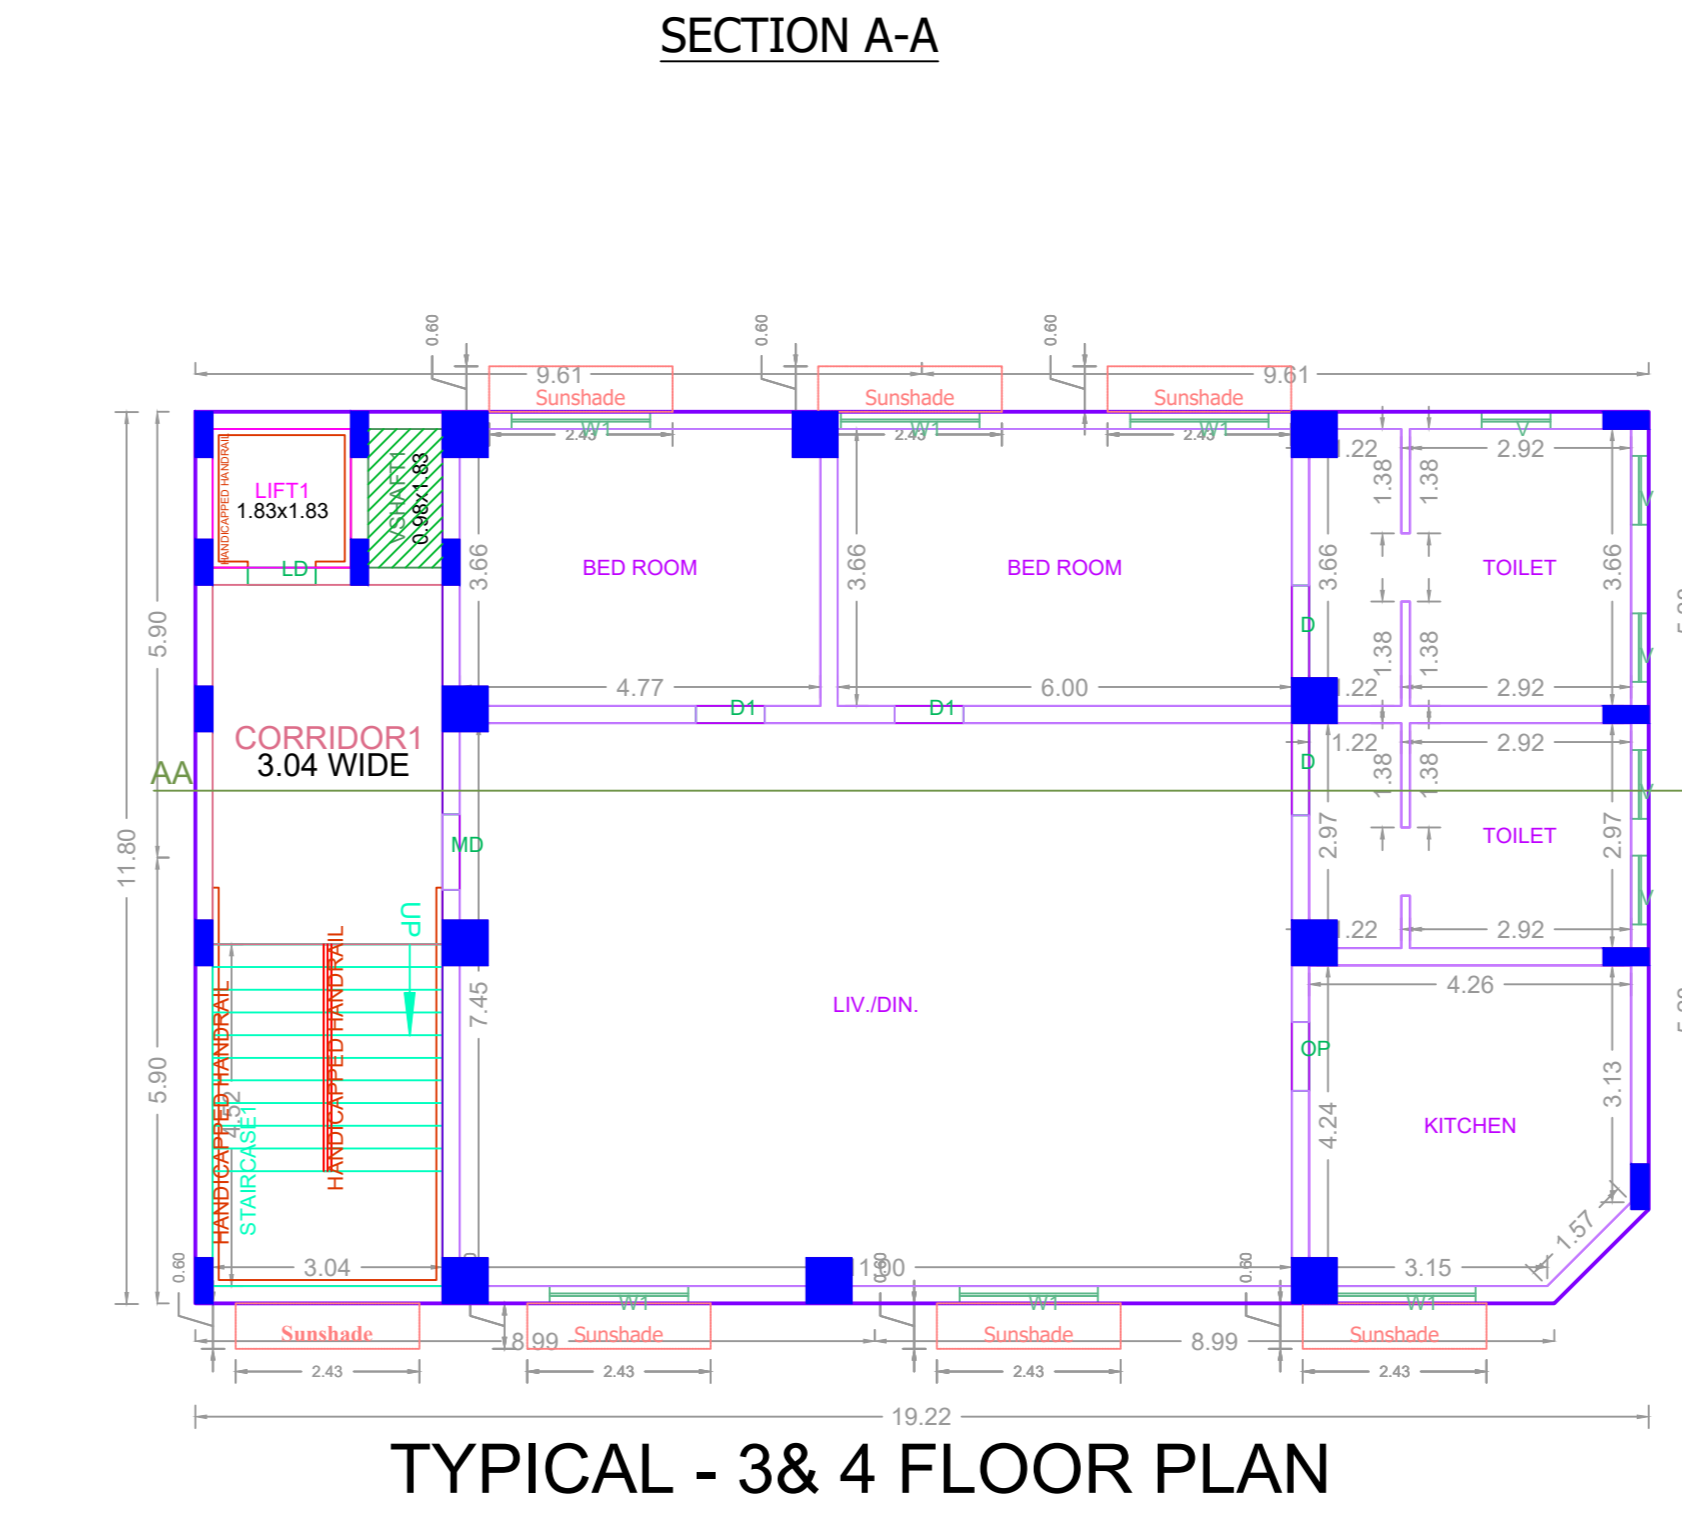 SECTION A-A
0.60
0.60
0.60
9.61
9.61
Sunshade
Sunshade
Sunshade
W1
W1
W1
V
2.43
2.43
2.43
1.22
2.92
HANDICAPPED HANDRAIL
LIFT1
1.83x1.83
VSHAFT1
0.98x1.83
1.38
1.38
V
3.66
BED ROOM
3.66
BED ROOM
3.66
TOILET
3.66
LD
5.90
D
1.38
1.38
V
4.77
6.00
1.22
2.92
D1
D1
CORRIDOR1
3.04 WIDE
1.22
2.92
AA
D
1.38
1.38
V
11.80
MD
2.97
TOILET
2.97
V
UP
1.22
2.92
HANDICAPPED HANDRAIL
HANDICAPPED HANDRAIL
7.45
LIV./DIN.
4.26
OP
5.90
4.52
STAIRCASE1
4.24
KITCHEN
3.13
1.57
0.60
3.04
0.60
0.60
3.15
W1
W1
W1
Sunshade
8.99
Sunshade
Sunshade
8.99
Sunshade
2.43
2.43
2.43
2.43
19.22
TYPICAL - 3& 4 FLOOR PLAN